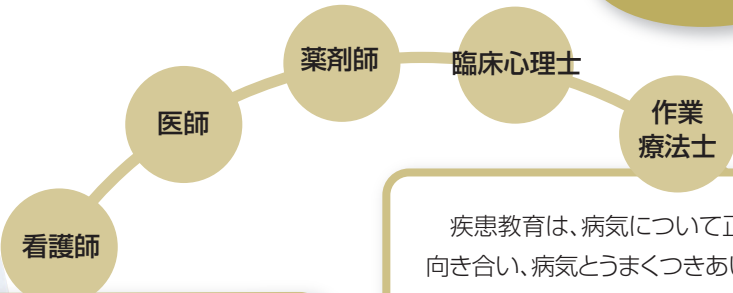 薬剤師
臨床心理士
医師
作業
療法士
看護師
疾患教育は、病気について正
向き合い、病気とうまくつきあい